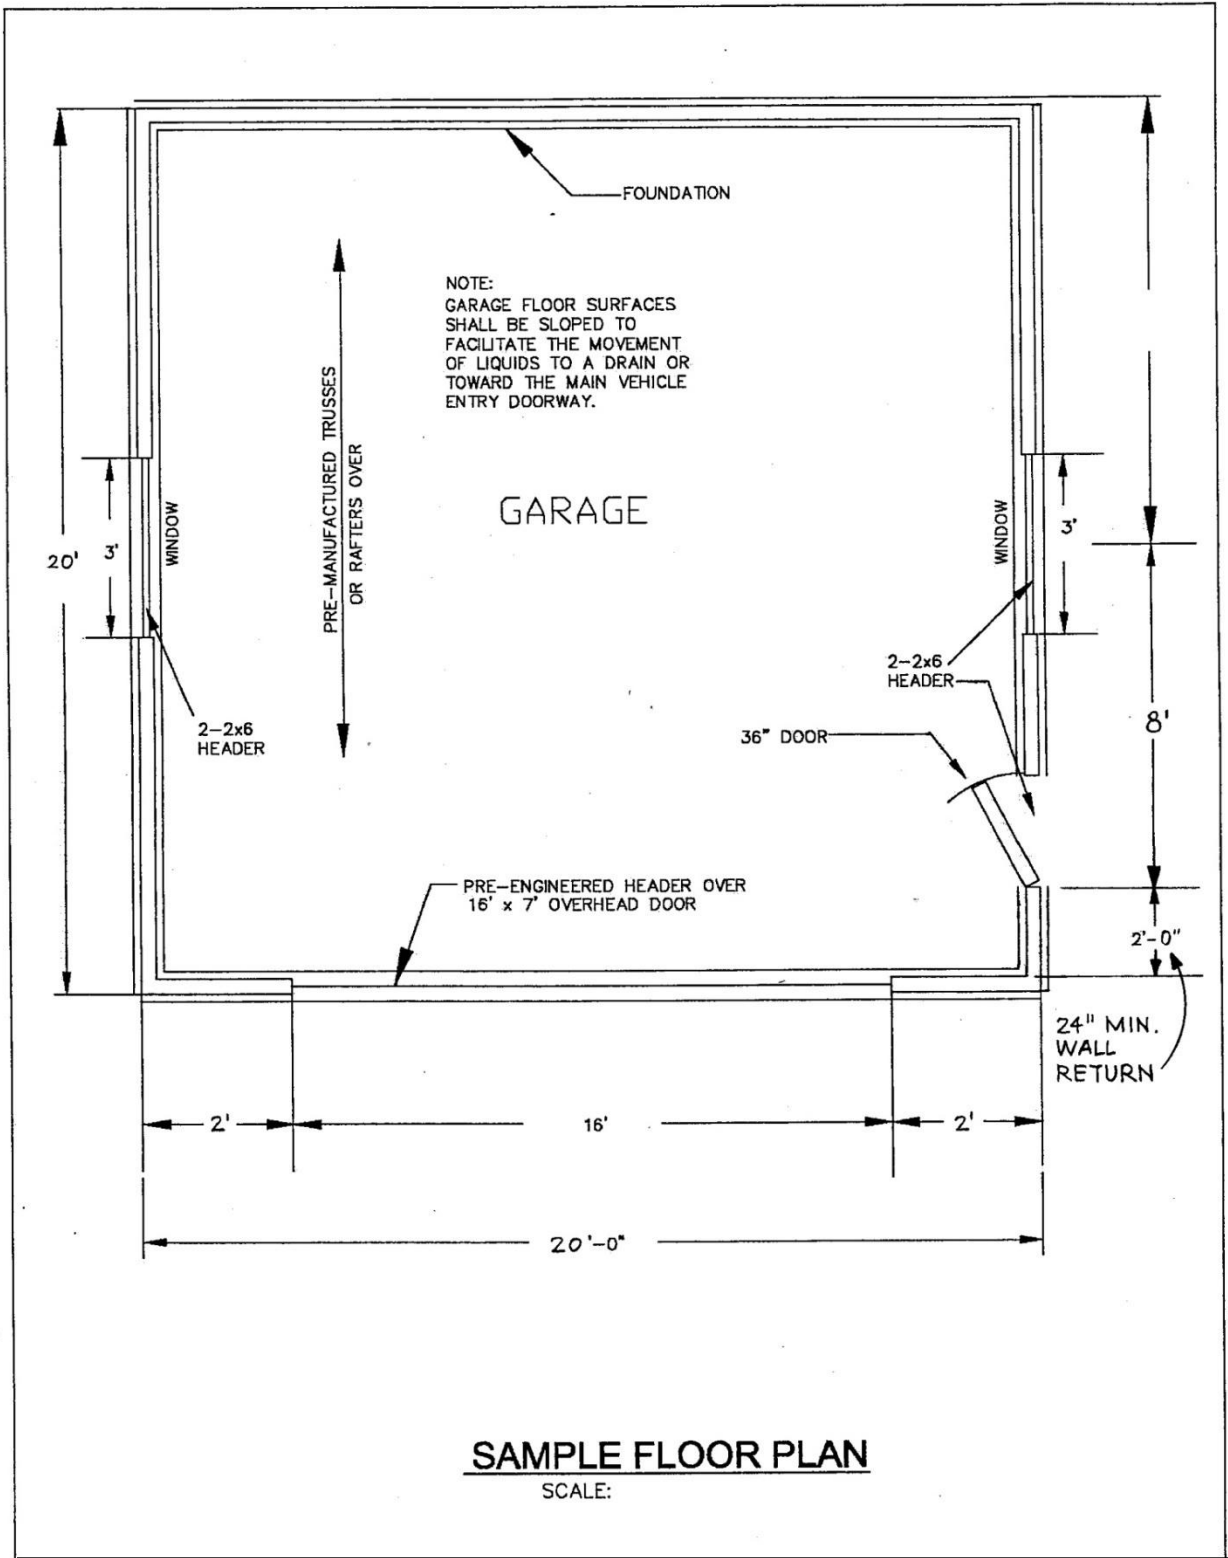 FOUNDATION
NOTE:
GARAGE FLOOR SURFACES
SHALL BE SLOPED TO
FACILITATE THE MOVEMENT
OF LIQUIDS TO A DRAIN OR
TOWARD THE MAIN VEHICLE
ENTRY DOORWAY.
PRE-MANUFACTURED TRUSSES
OR RAFTERS OVER
GARAGE
WINDOW
WINDOW
20'
3'
3'
2-2x6
HEADER
2-2x6
HEADER
36" DOOR
8'
PRE-ENGINEERED HEADER OVER
16' x 7' OVERHEAD DOOR
2'-0"
24" MIN.
WALL
RETURN
2'
16'
2'
20'-0"
SAMPLE FLOOR PLAN
SCALE: